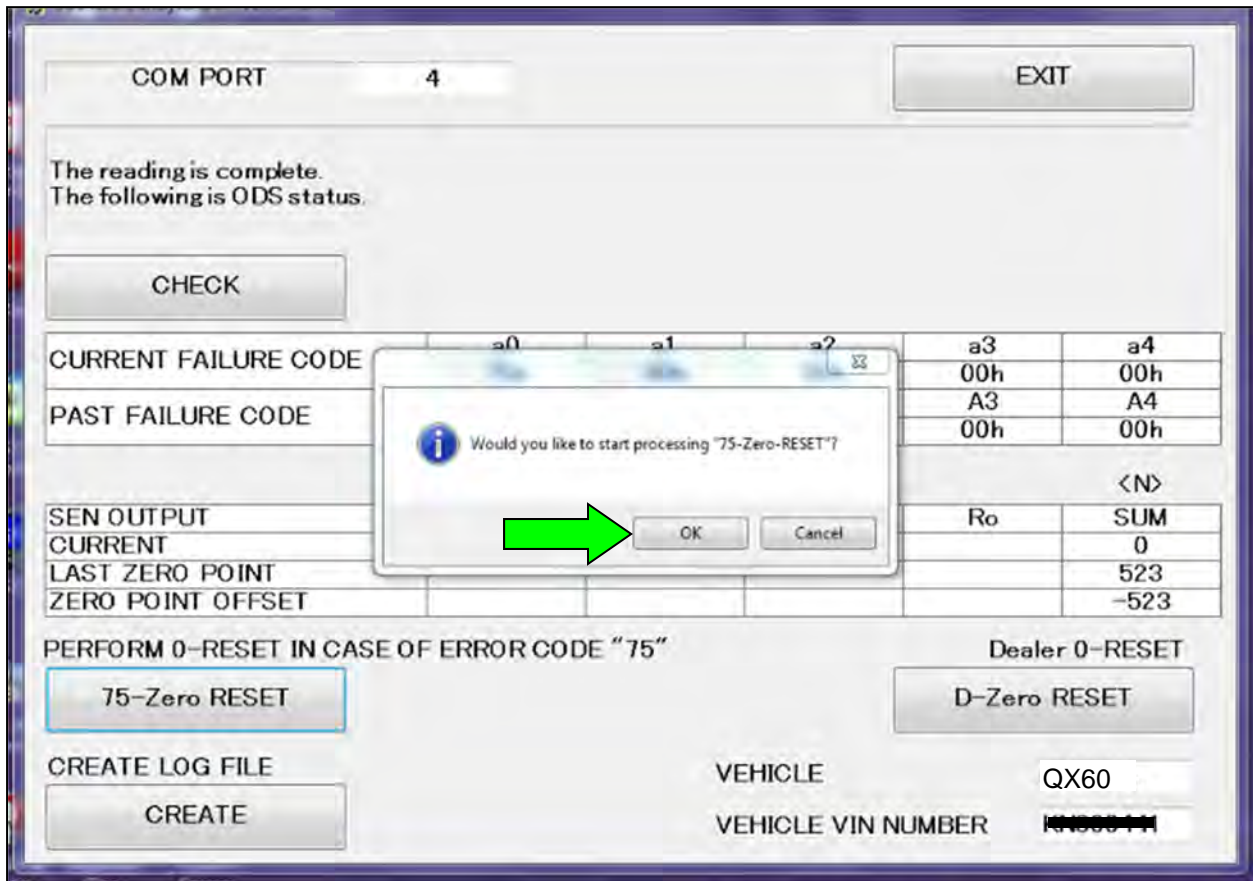 COM PORT 4 EXIT
The reading is complete.
The following is ODS status.
CHECK
CURRENT FAILURE CODE a0 a1 a2 a3 a4
00h 00h
PAST FAILURE CODE A3 A4
00h 00h
Would you like to start processing "75-Zero-RESET"?
OK Cancel
<N>
SEN OUTPUT Ro SUM
CURRENT 0
LAST ZERO POINT 523
ZERO POINT OFFSET -523
PERFORM 0-RESET IN CASE OF ERROR CODE "75" Dealer 0-RESET
75-Zero RESET D-Zero RESET
CREATE LOG FILE
VEHICLE QX60
CREATE
VEHICLE VIN NUMBER